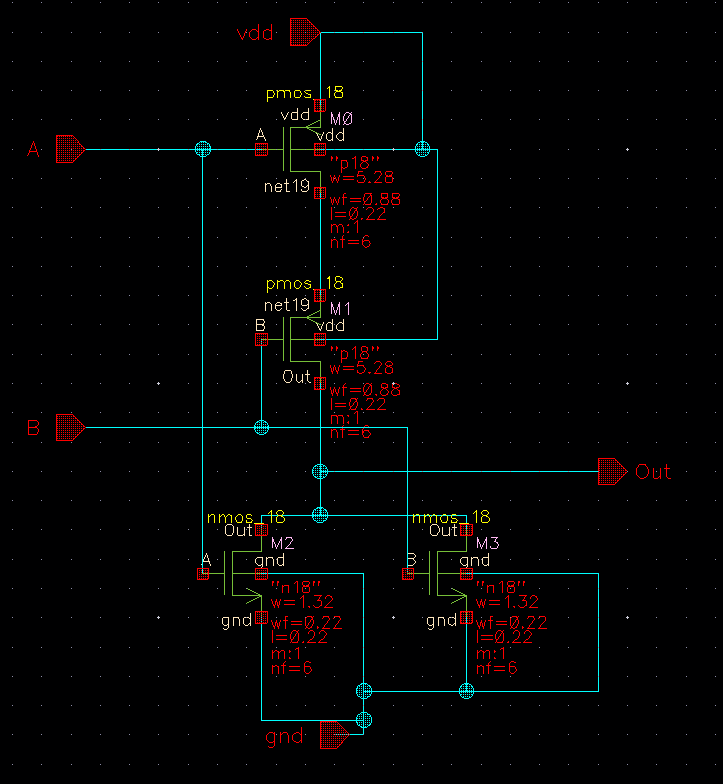 vdd
pmos_18
vdd
M0
A
vdd
A
"p18"
w=5.28
net19
wf=0.88
l=0.22
m:1
nf=6
pmos_18
net19
M1
B
vdd
"p18"
w=5.28
Out
wf=0.88
l=0.22
m:1
nf=6
B
Out
nmos_18
Out
M2
A
gnd
"n18"
w=1.32
gnd
wf=0.22
l=0.22
m:1
nf=6
nmos_18
Out
M3
B
gnd
"n18"
w=1.32
gnd
wf=0.22
l=0.22
m:1
nf=6
gnd